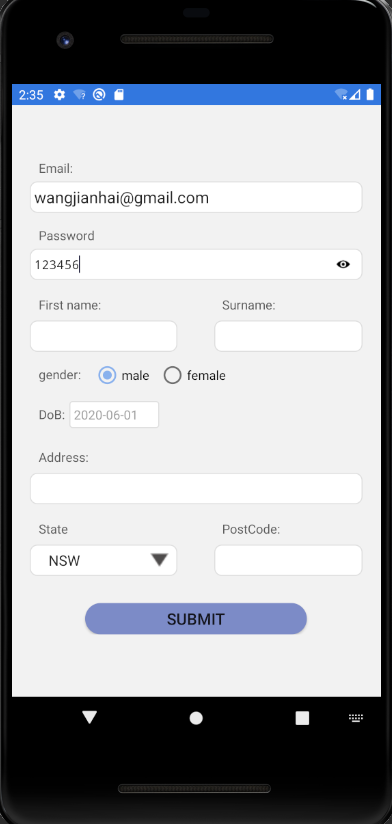 2:35
Email:
wangjianhai@gmail.com
Password
123456
First name: Surname:
gender: male female
DoB: 2020-06-01
Address:
State PostCode:
NSW
SUBMIT